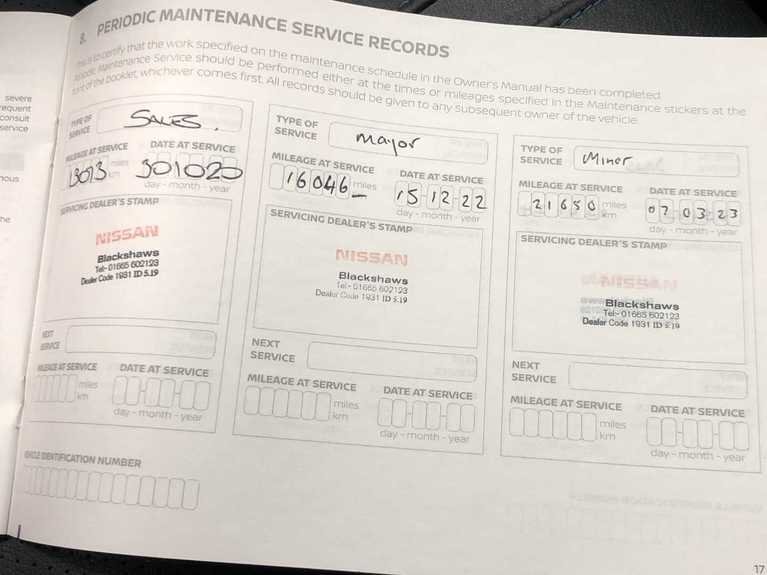 severe
requent
consult
service
nous
he
8. PERIODIC MAINTENANCE SERVICE RECORDS
This is to certify that the work specified on the maintenance schedule in the Owner's Manual has been completed.
Periodic Maintenance Service should be performed either at the times or mileages specified in the Maintenance stickers at the
front of the booklet, whichever comes first. All records should be given to any subsequent owner of the vehicle.
TYPE OF
SERVICE
SALES.
MILEAGE AT SERVICE
DATE AT SERVICE
13073 miles
km
301020
day - month - year
SERVICING DEALER'S STAMP
NISSAN
Blackshaws
Tel:- 01665 602123
Dealer Code 1931 ID 5.19
NEXT
SERVICE
MILEAGE AT SERVICE
DATE AT SERVICE
miles
km
day - month - year
VEHICLE IDENTIFICATION NUMBER
TYPE OF
SERVICE
major
MILEAGE AT SERVICE
DATE AT SERVICE
16046 miles
15 12 22
day - month - year
SERVICING DEALER'S STAMP
NISSAN
Blackshaws
Tel:- 01665 602123
Dealer Code 1931 ID 5.19
NEXT
SERVICE
MILEAGE AT SERVICE
DATE AT SERVICE
miles
km
day - month - year
TYPE OF
SERVICE
Minor
MILEAGE AT SERVICE
DATE AT SERVICE
21650 miles
km
07 03 23
day - month - year
SERVICING DEALER'S STAMP
NISSAN
Blackshaws
Tel:- 01665 602123
Dealer Code 1931 ID 5.19
NEXT
SERVICE
MILEAGE AT SERVICE
DATE AT SERVICE
miles
km
day - month - year
17